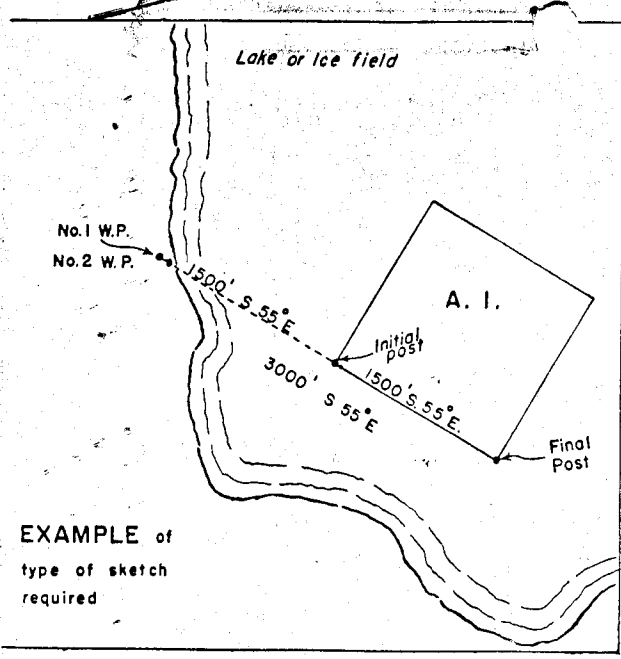 Lake or Ice field
No. 1 W.P.
No. 2 W.P.
1500' S 55° E
A. I.
Initial
post
3000' S 55° E
1500' S. 55° E.
Final
Post
EXAMPLE of
type of sketch
required